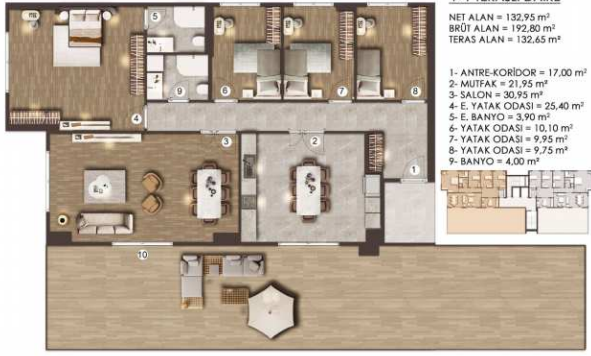 NET ALAN = 132,95 m²
BRÜT ALAN = 192,80 m²
TERAS ALAN = 132,65 m²
1- ANTRE-KORİDOR = 17,00 m²
2- MUTFAK = 21,95 m²
3- SALON = 30,95 m²
4- E. YATAK ODASI = 25,40 m²
5- E. BANYO = 3,90 m²
6- YATAK ODASI = 10,10 m²
7- YATAK ODASI = 9,95 m²
8- YATAK ODASI = 9,75 m²
9- BANYO = 4,00 m²
5
9
6
7
8
4
3
2
1
10